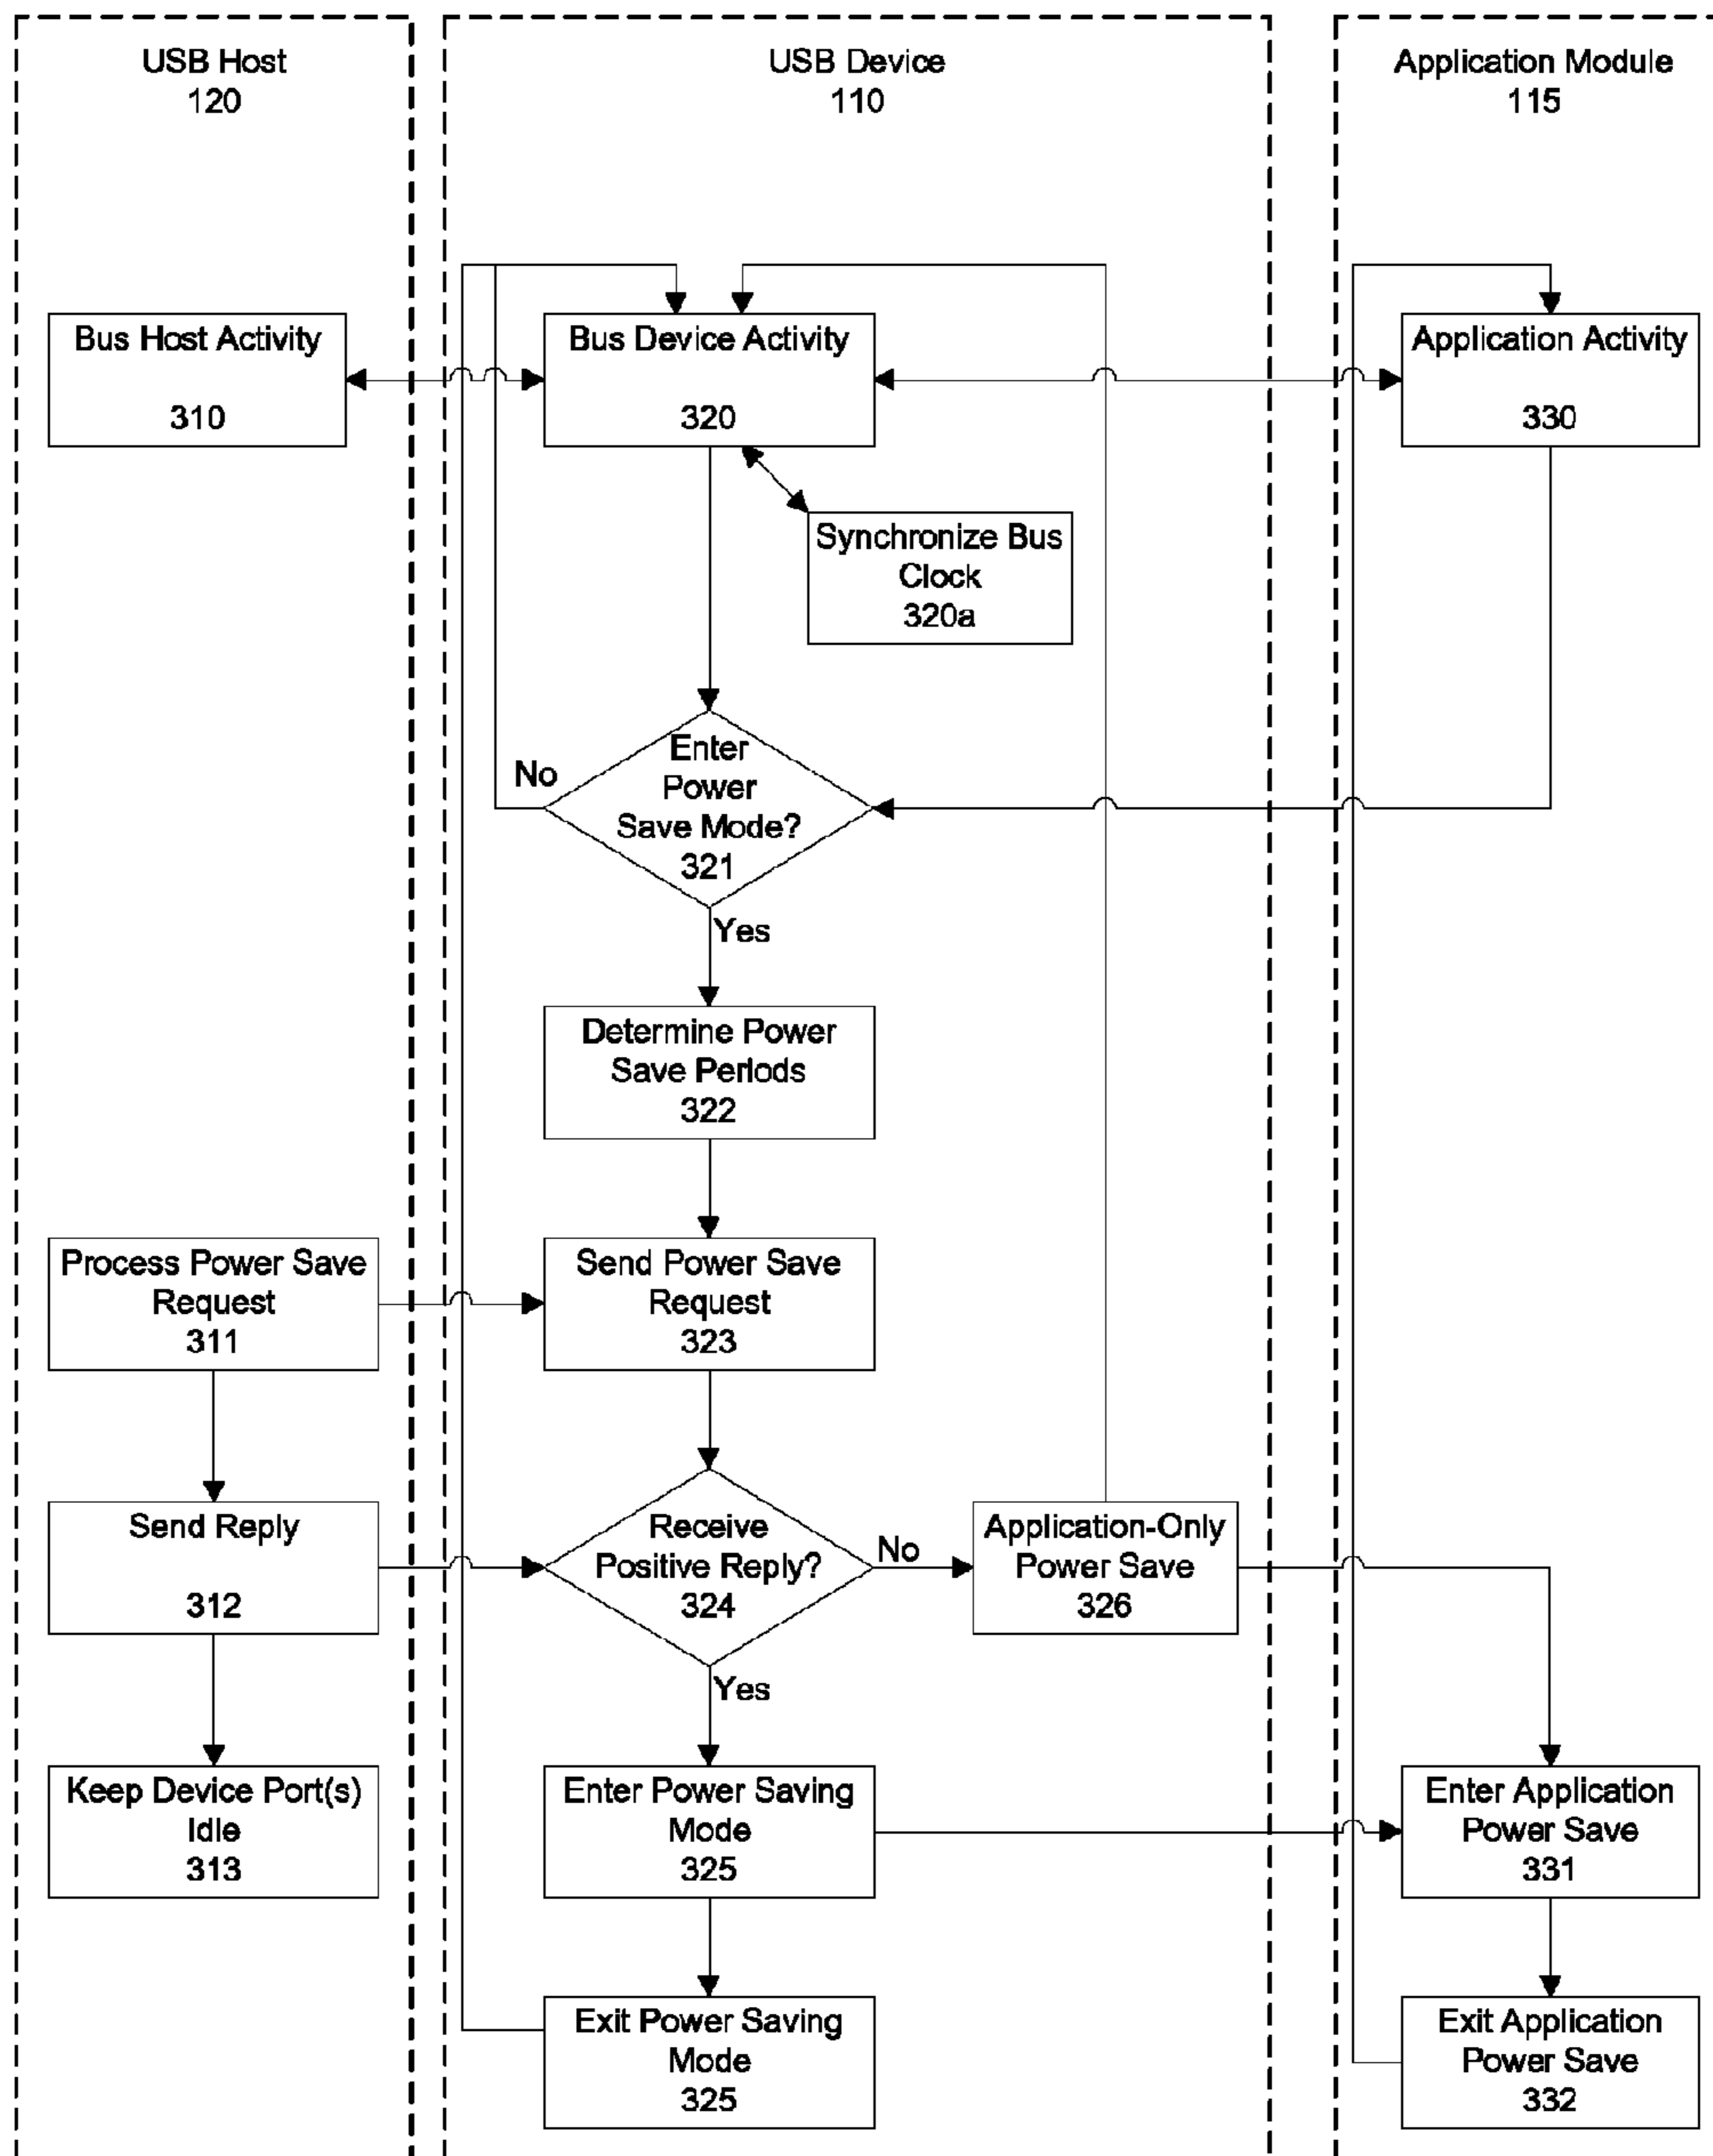 USB Host
120
USB Device
110
Application Module
115
Bus Host Activity
310
Bus Device Activity
320
Application Activity
330
Synchronize Bus
Clock
320a
Enter
Power
Save Mode?
321
No
Yes
Determine Power
Save Periods
322
Process Power Save
Request
311
Send Power Save
Request
323
Send Reply
312
Receive
Positive Reply?
324
No
Yes
Application-Only
Power Save
326
Keep Device Port(s)
Idle
313
Enter Power Saving
Mode
325
Enter Application
Power Save
331
Exit Power Saving
Mode
325
Exit Application
Power Save
332